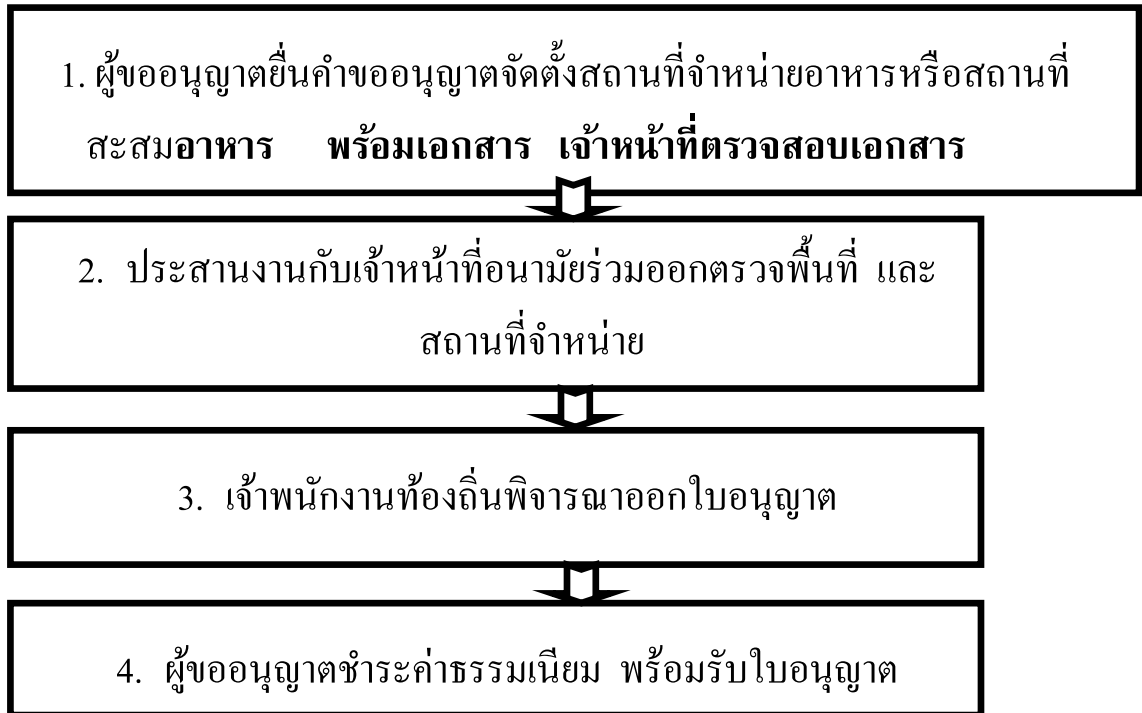 1. ผู้ขออนุญาตยื่นคำขออนุญาตจัดตั้งสถานที่จำหน่ายอาหารหรือสถานที่
สะสมอาหาร พร้อมเอกสาร เจ้าหน้าที่ตรวจสอบเอกสาร
2. ประสานงานกับเจ้าหน้าที่อนามัยร่วมออกตรวจพื้นที่ และ
สถานที่จำหน่าย
3. เจ้าพนักงานท้องถิ่นพิจารณาออกใบอนุญาต
4. ผู้ขออนุญาตชำระค่าธรรมเนียม พร้อมรับใบอนุญาต